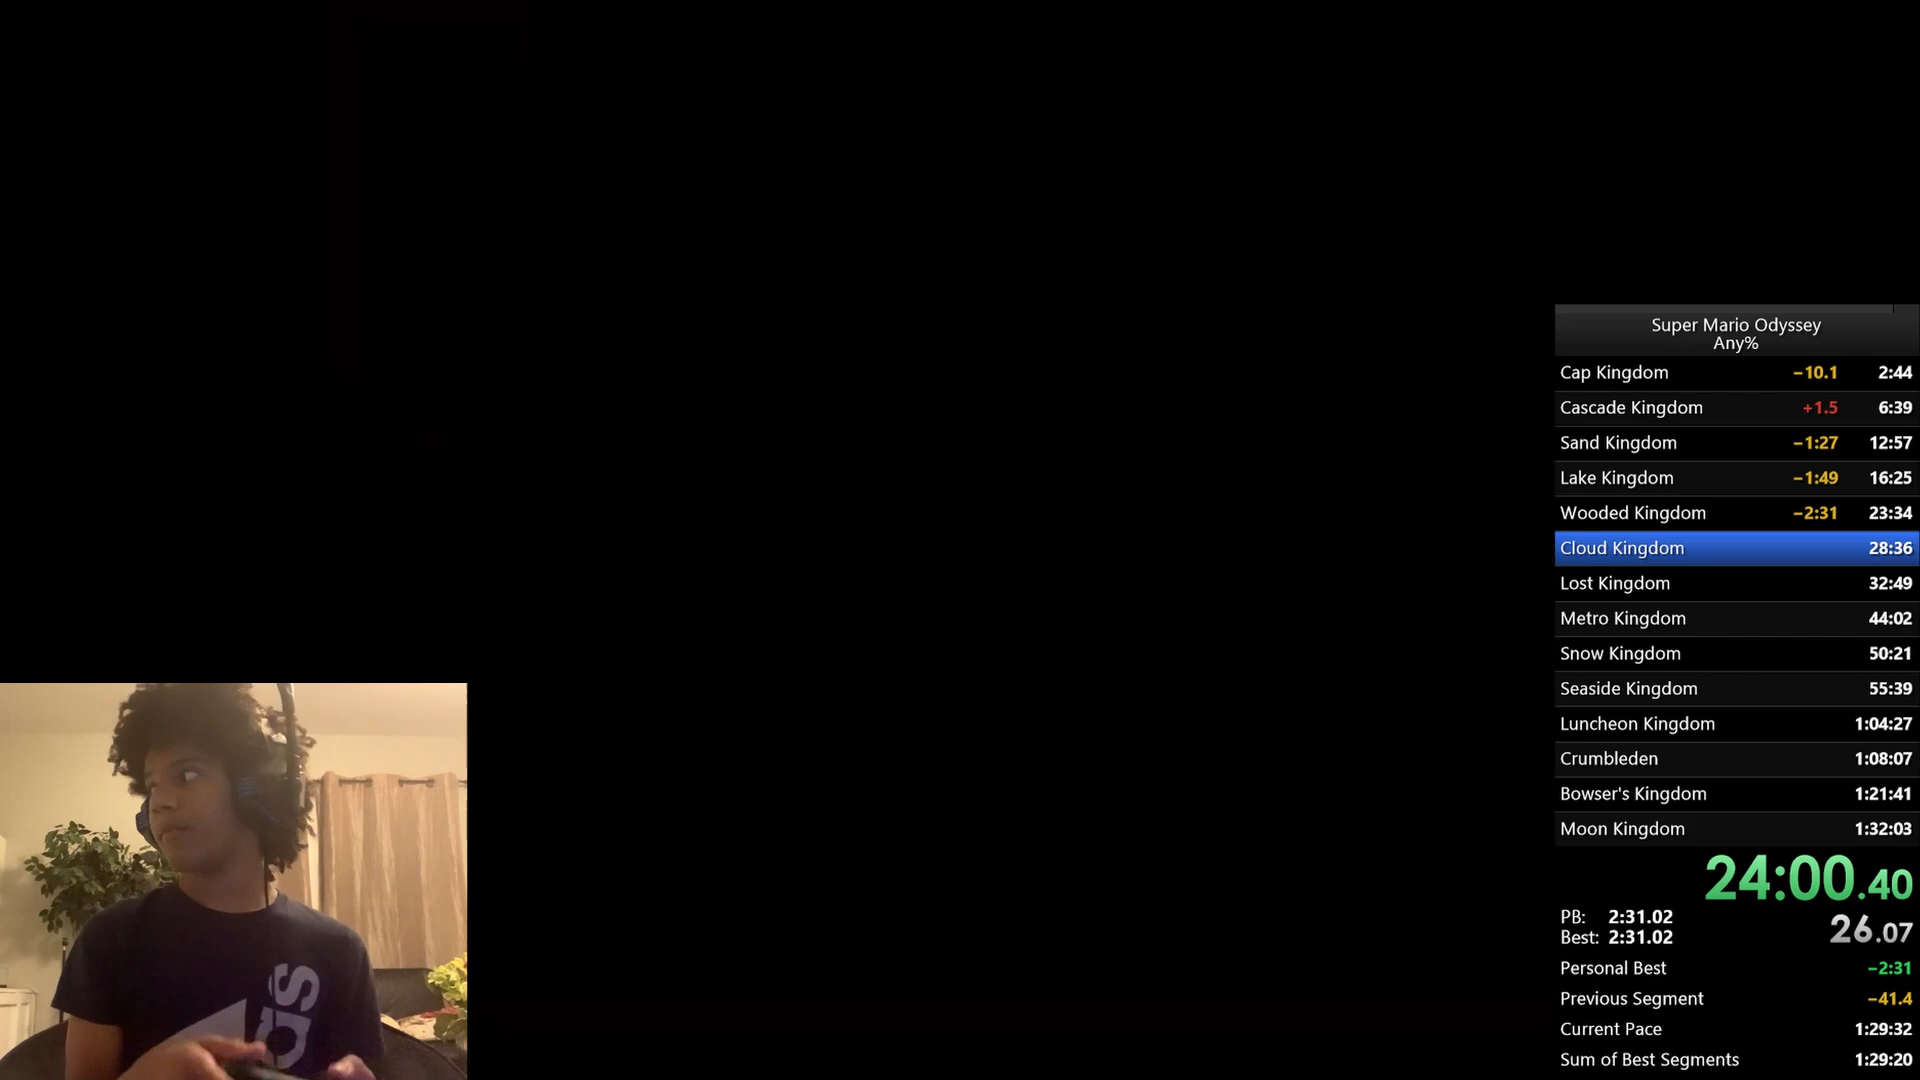 Super Mario Odyssey
Any%
Cap Kingdom −10.1 2:44
Cascade Kingdom +1.5 6:39
Sand Kingdom −1:27 12:57
Lake Kingdom −1:49 16:25
Wooded Kingdom −2:31 23:34
Cloud Kingdom 28:36
Lost Kingdom 32:49
Metro Kingdom 44:02
Snow Kingdom 50:21
Seaside Kingdom 55:39
Luncheon Kingdom 1:04:27
Crumbleden 1:08:07
Bowser's Kingdom 1:21:41
Moon Kingdom 1:32:03
24:00.40
PB: 2:31.02 26.07
Best: 2:31.02
Personal Best −2:31
Previous Segment −41.4
Current Pace 1:29:32
Sum of Best Segments 1:29:20